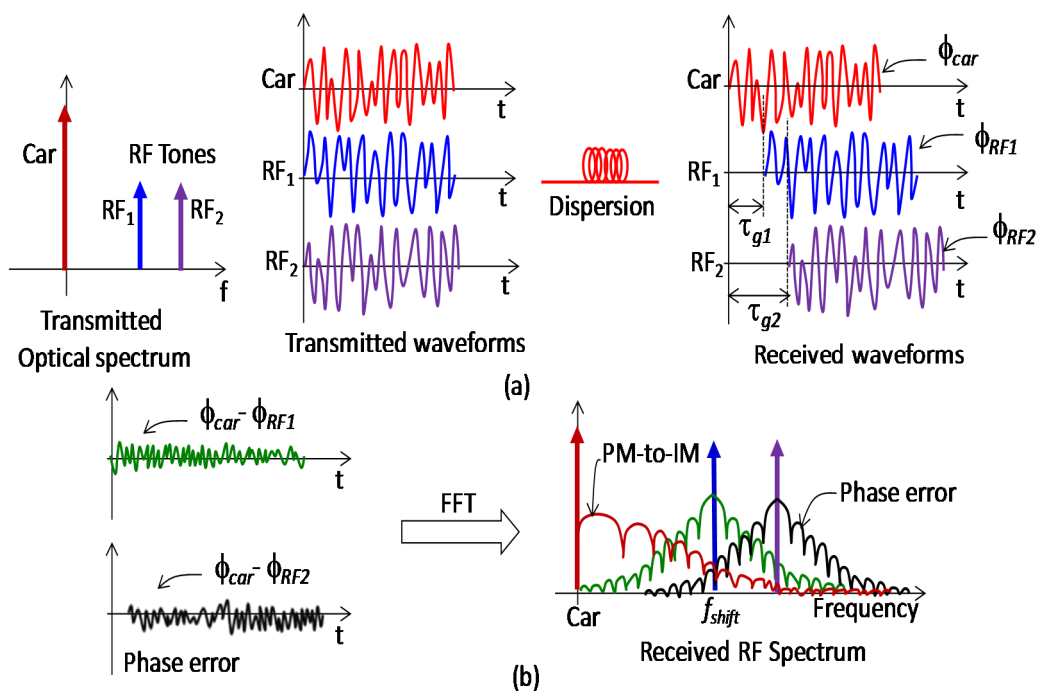 Car
RF Tones
RF1
RF2
f
Transmitted
Optical spectrum
Car
t
RF1
t
RF2
t
Transmitted waveforms
Dispersion
Car
ϕcar
t
RF1
ϕRF1
t
τg1
RF2
ϕRF2
t
τg2
Received waveforms
(a)
ϕcar- ϕRF1
t
ϕcar- ϕRF2
t
Phase error
FFT
PM-to-IM
Phase error
Car
fshift
Frequency
Received RF Spectrum
(b)